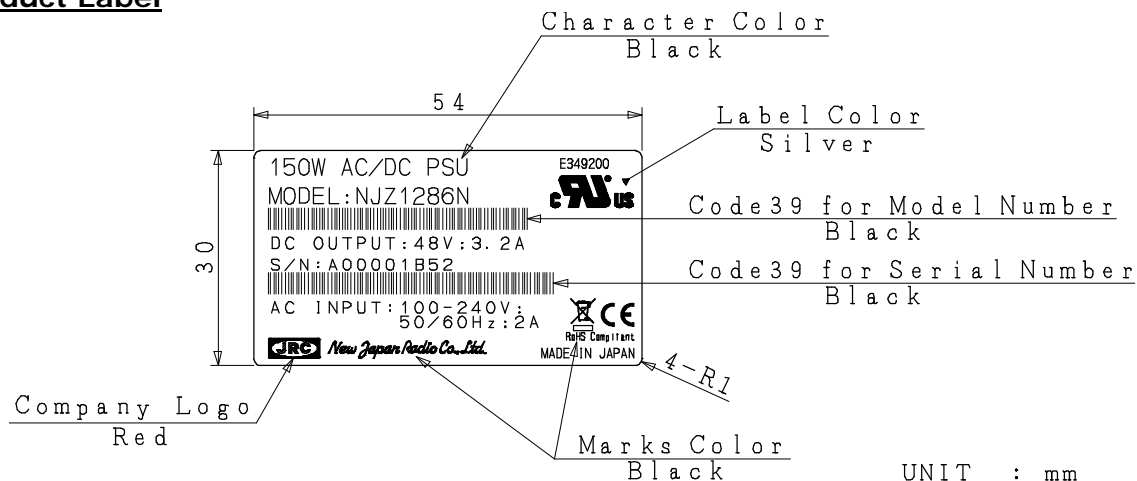 duct Label
Character Color
Black
54
Label Color
Silver
150W AC/DC PSU
E349200
MODEL:NJZ1286N
C RU US
Code39 for Model Number
Black
30
DC OUTPUT:48V:3.2A
S/N:A00001B52
Code39 for Serial Number
Black
AC INPUT:100-240V:
50/60Hz:2A
CE
RoHS Compliant
JRC New Japan Radio Co.,Ltd.
MADE IN JAPAN
4-R1
Company Logo
Red
Marks Color
Black
UNIT : mm